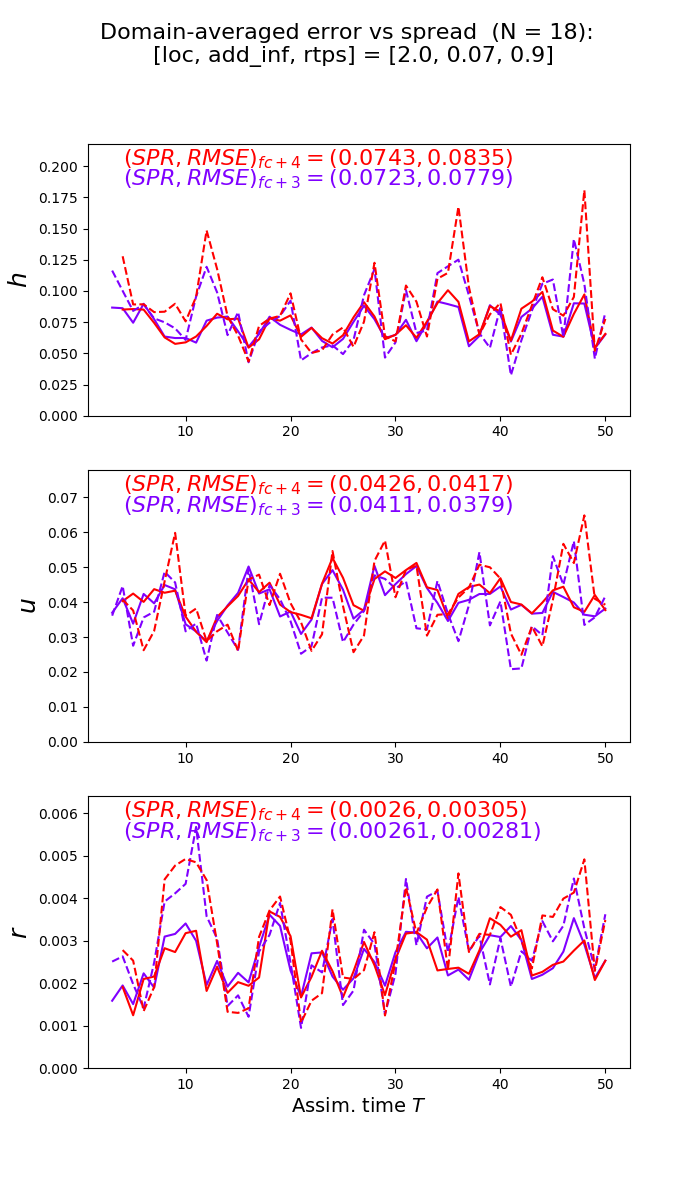 Domain-averaged error vs spread (N = 18):
[loc, add_inf, rtps] = [2.0, 0.07, 0.9]
(SPR, RMSE)fc+4 = (0.0743, 0.0835)
(SPR, RMSE)fc+3 = (0.0723, 0.0779)
h
0.200
0.175
0.150
0.125
0.100
0.075
0.050
0.025
0.000
10 20 30 40 50
(SPR, RMSE)fc+4 = (0.0426, 0.0417)
(SPR, RMSE)fc+3 = (0.0411, 0.0379)
u
0.07
0.06
0.05
0.04
0.03
0.02
0.01
0.00
10 20 30 40 50
(SPR, RMSE)fc+4 = (0.0026, 0.00305)
(SPR, RMSE)fc+3 = (0.00261, 0.00281)
r
0.006
0.005
0.004
0.003
0.002
0.001
0.000
10 20 30 40 50
Assim. time T